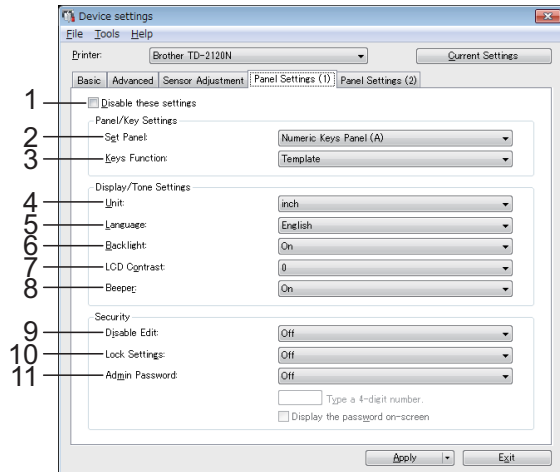 Device settings
File Tools Help
Printer: Brother TD-2120N Current Settings
Basic Advanced Sensor Adjustment Panel Settings (1) Panel Settings (2)
1 Disable these settings
Panel/Key Settings
2 Set Panel: Numeric Keys Panel (A)
3 Keys Function: Template
Display/Tone Settings
4 Unit: inch
5 Language: English
6 Backlight: On
7 LCD Contrast: 0
8 Beeper: On
Security
9 Disable Edit: Off
10 Lock Settings: Off
11 Admin Password: Off
Type a 4-digit number.
Display the password on-screen
Apply Exit